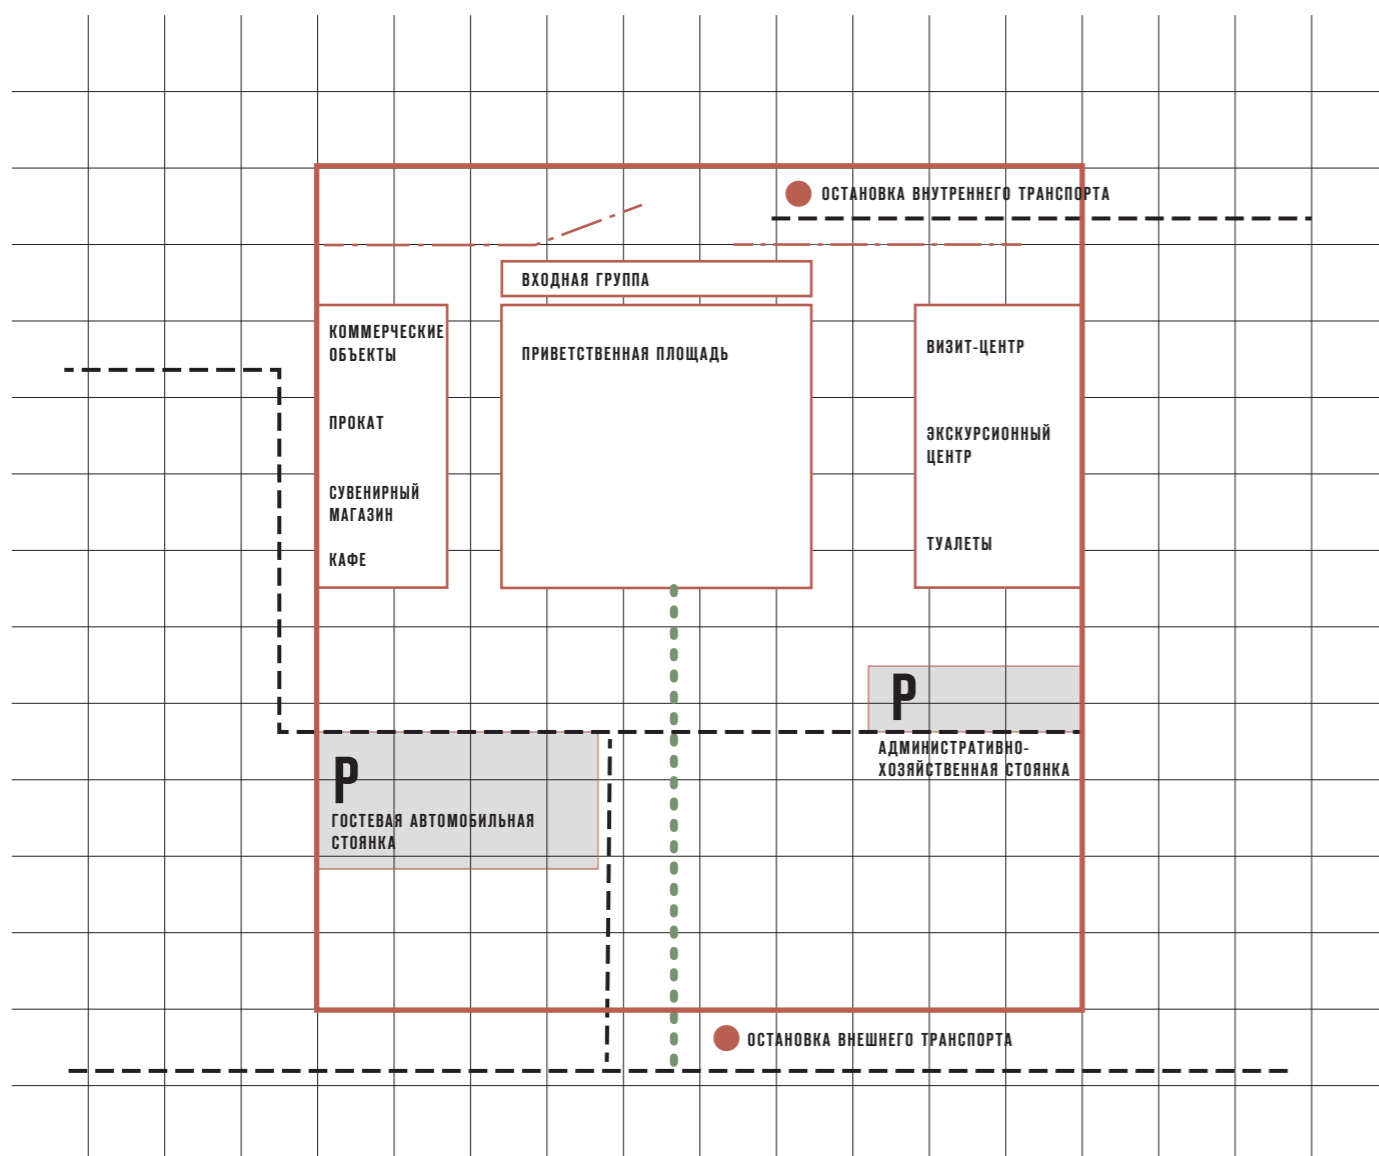 ОСТАНОВКА ВНУТРЕННЕГО ТРАНСПОРТА
ВХОДНАЯ ГРУППА
КОММЕРЧЕСКИЕ
ОБЪЕКТЫ
ПРОКАТ
СУВЕНИРНЫЙ
МАГАЗИН
КАФЕ
ПРИВЕТСТВЕННАЯ ПЛОЩАДЬ
ВИЗИТ-ЦЕНТР
ЭКСКУРСИОННЫЙ
ЦЕНТР
ТУАЛЕТЫ
P
АДМИНИСТРАТИВНО-
ХОЗЯЙСТВЕННАЯ СТОЯНКА
P
ГОСТЕВАЯ АВТОМОБИЛЬНАЯ
СТОЯНКА
ОСТАНОВКА ВНЕШНЕГО ТРАНСПОРТА